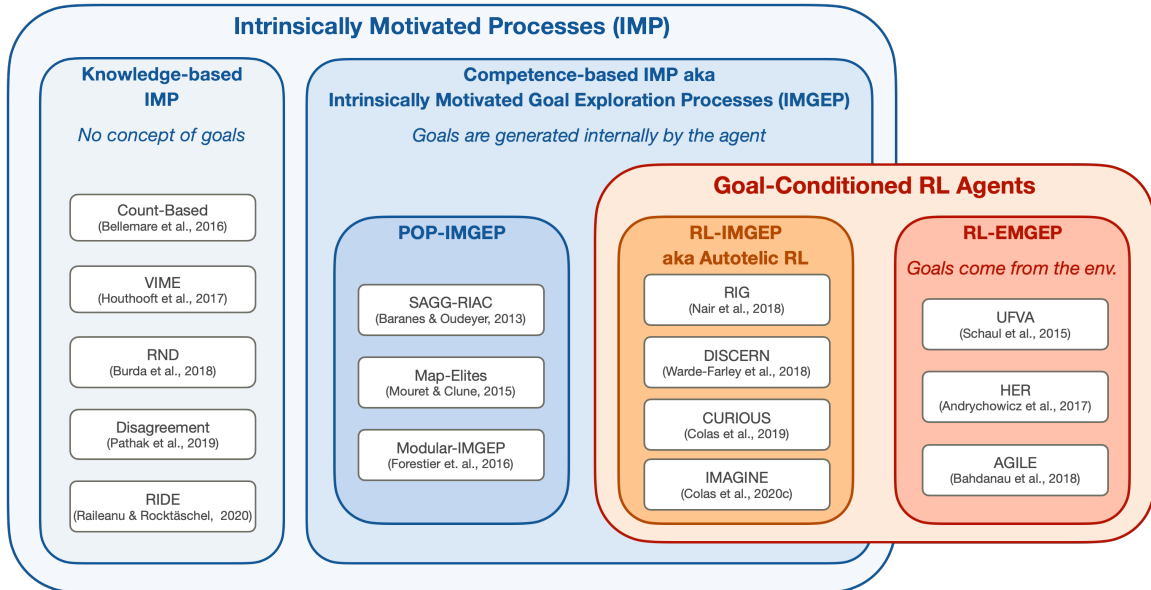 Intrinsically Motivated Processes (IMP)
Knowledge-based
IMP
No concept of goals
Count-Based
(Bellemare et al., 2016)
VIME
(Houthooft et al., 2017)
RND
(Burda et al., 2018)
Disagreement
(Pathak et al., 2019)
RIDE
(Raileanu & Rocktäschel, 2020)
Competence-based IMP aka
Intrinsically Motivated Goal Exploration Processes (IMGEP)
Goals are generated internally by the agent
POP-IMGEP
SAGG-RIAC
(Baranes & Oudeyer, 2013)
Map-Elites
(Mouret & Clune, 2015)
Modular-IMGEP
(Forestier et. al., 2016)
Goal-Conditioned RL Agents
RL-IMGEP
aka Autotelic RL
RIG
(Nair et al., 2018)
DISCERN
(Warde-Farley et al., 2018)
CURIOUS
(Colas et al., 2019)
IMAGINE
(Colas et al., 2020c)
RL-EMGEP
Goals come from the env.
UFVA
(Schaul et al., 2015)
HER
(Andrychowicz et al., 2017)
AGILE
(Bahdanau et al., 2018)